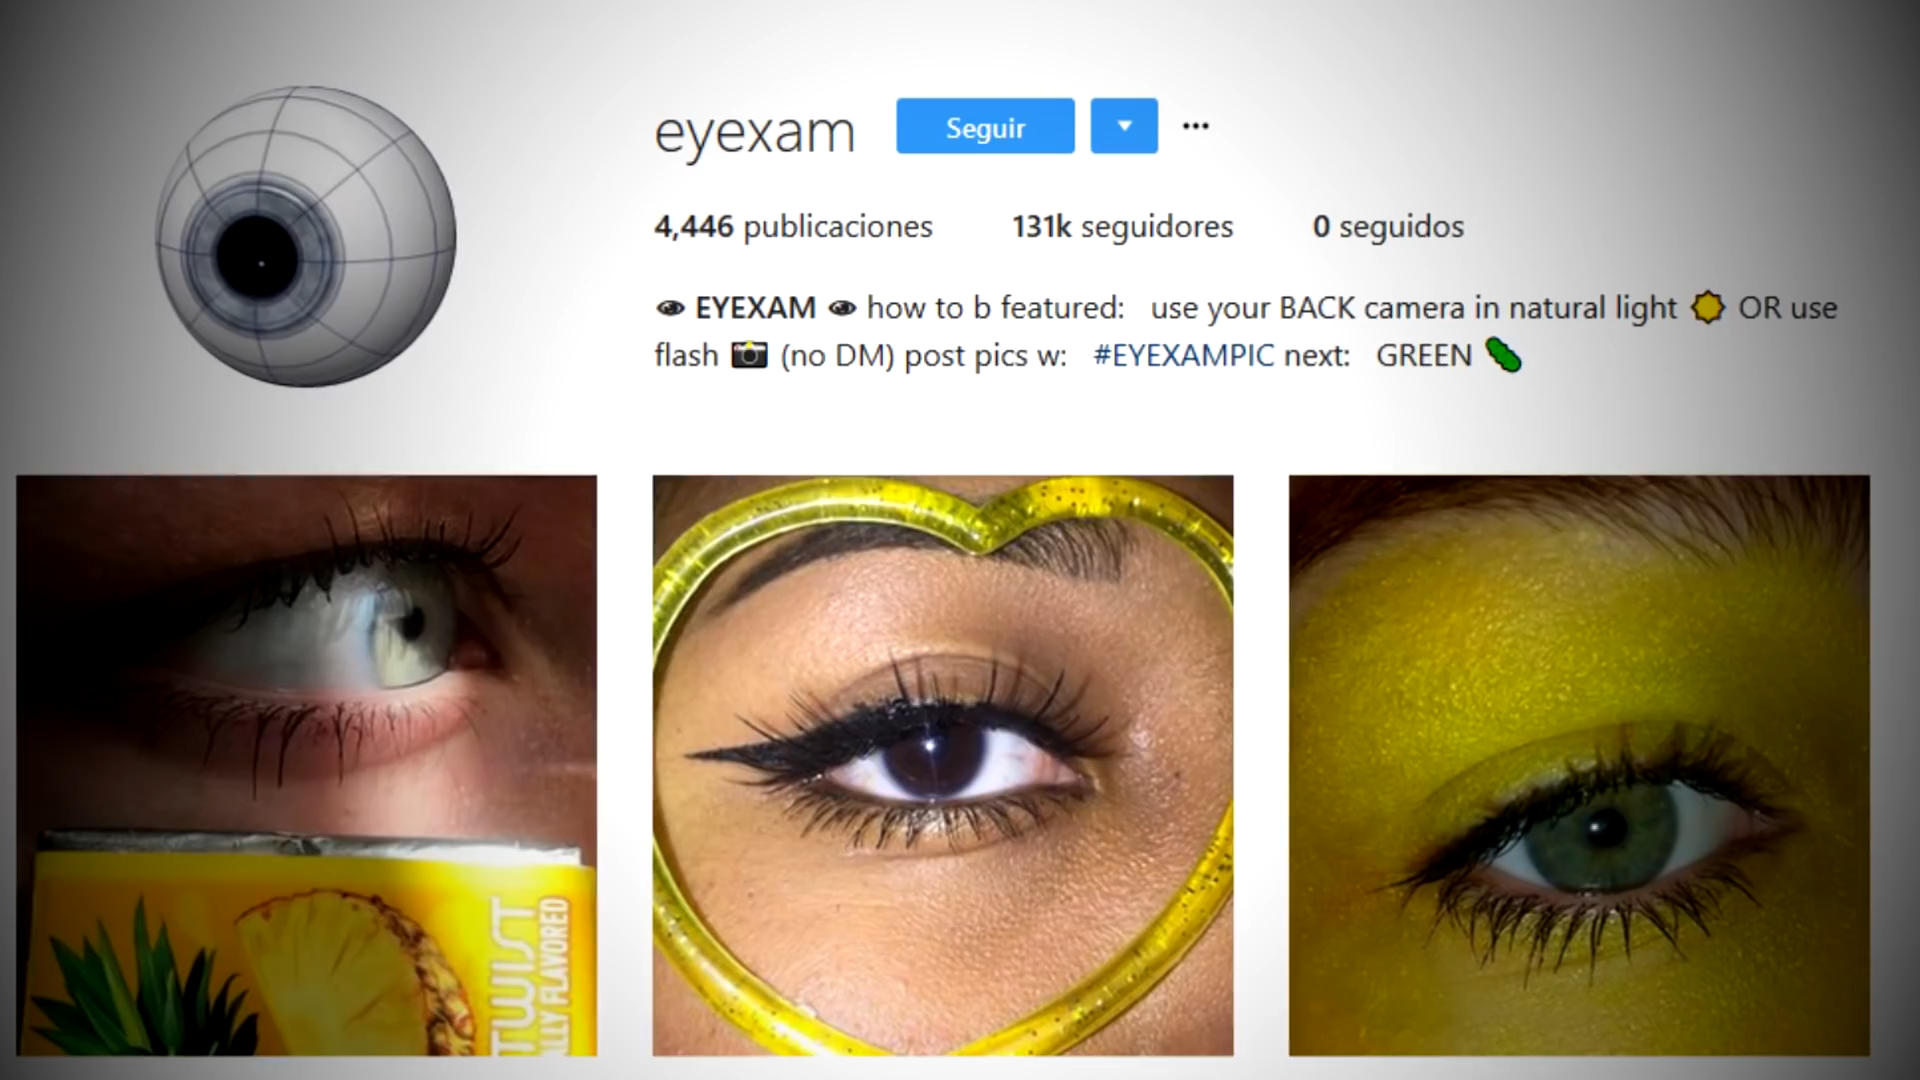 eyexam Seguir
4,446 publicaciones 131k seguidores 0 seguidos
👁 EYEXAM 👁 how to b featured: use your BACK camera in natural light ☀ OR use
flash 📸 (no DM) post pics w: #EYEXAMPIC next: GREEN 🐛
TWIST
LLY FLAVORED